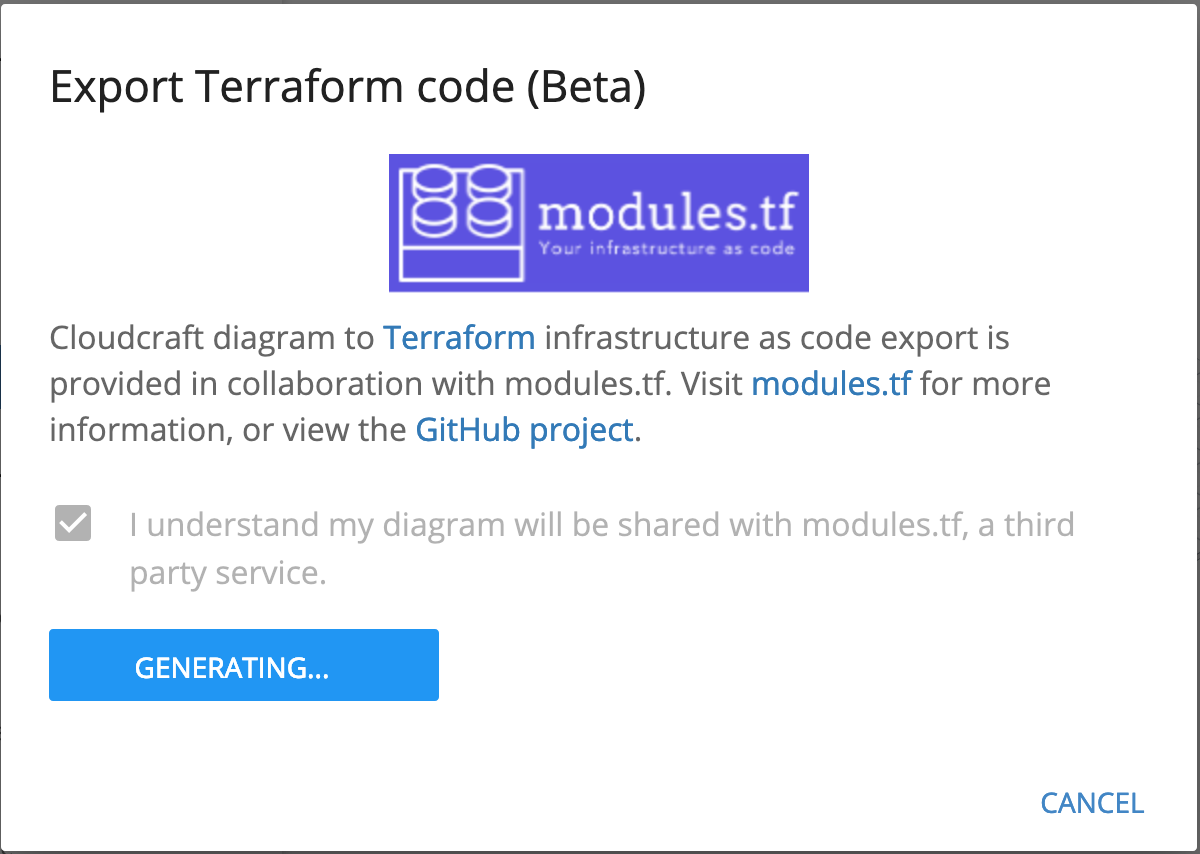 Export Terraform code (Beta)
modules.tf
Your infrastructure as code
Cloudcraft diagram to Terraform infrastructure as code export is
provided in collaboration with modules.tf. Visit modules.tf for more
information, or view the GitHub project.
I understand my diagram will be shared with modules.tf, a third
party service.
GENERATING...
CANCEL